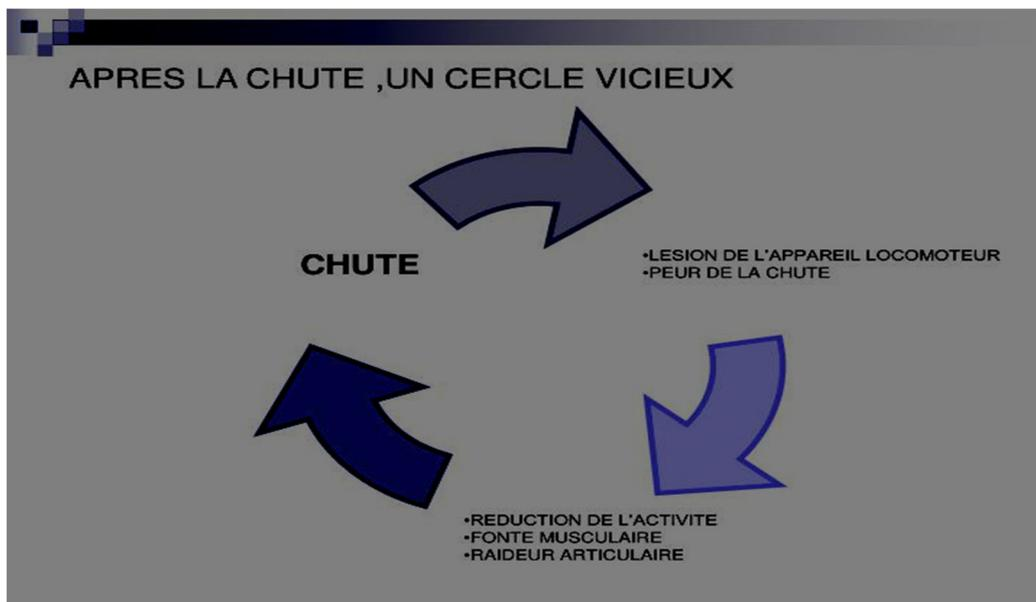 APRES LA CHUTE ,UN CERCLE VICIEUX
CHUTE
•LESION DE L'APPAREIL LOCOMOTEUR
•PEUR DE LA CHUTE
•REDUCTION DE L'ACTIVITE
•FONTE MUSCULAIRE
•RAIDEUR ARTICULAIRE